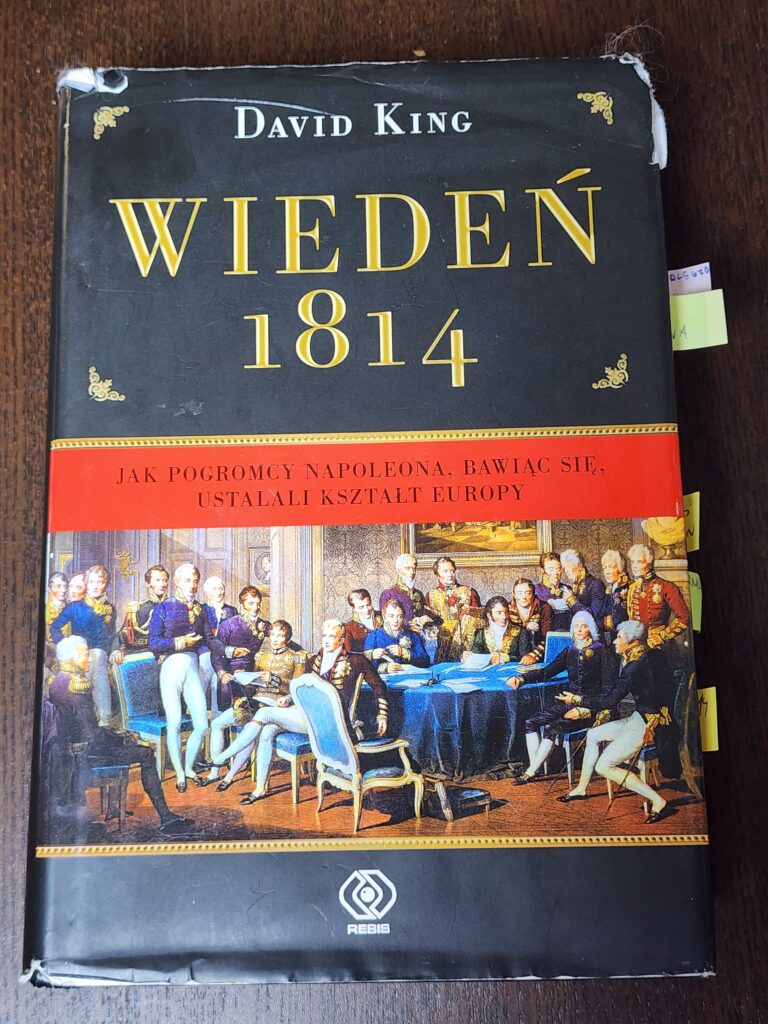 DAVID KING
WIEDEŃ
1814
JAK POGROMCY NAPOLEONA, BAWIĄC SIĘ,
USTALALI KSZTAŁT EUROPY
REBIS